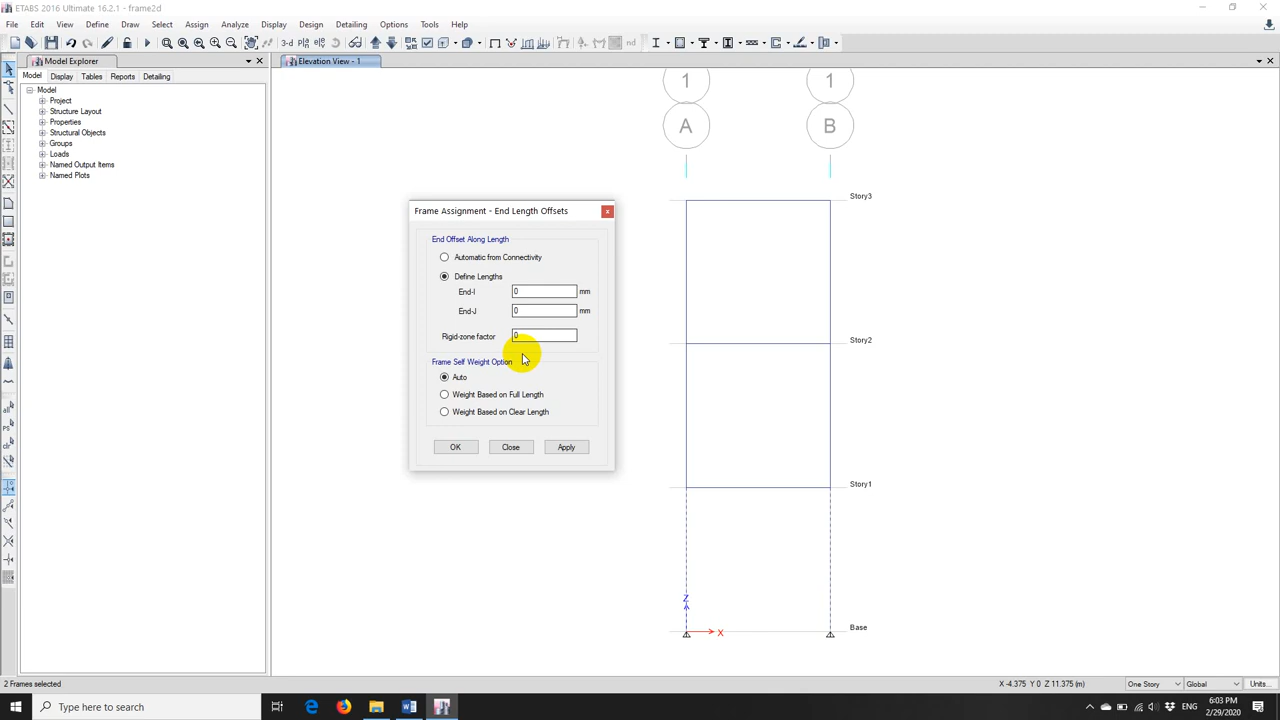 ETABS 2016 Ultimate 16.2.1 - frame2d
File Edit View Define Draw Select Assign Analyze Display Design Detailing Options Tools Help
3-d nd
Model Explorer
Elevation View - 1
Model Display Tables Reports Detailing
Model
Project
Structure Layout
Properties
Structural Objects
Groups
Loads
Named Output Items
Named Plots
all
ps
clr
1 1
A B
Story3
Story2
Story1
Base
Z
X
Frame Assignment - End Length Offsets
End Offset Along Length
Automatic from Connectivity
Define Lengths
End-I 0 mm
End-J 0 mm
Rigid-zone factor 0
Frame Self Weight Option
Auto
Weight Based on Full Length
Weight Based on Clear Length
OK Close Apply
2 Frames selected
X -4.375 Y 0 Z 11.375 (m)
One Story Global Units...
Type here to search
ENG
6:03 PM
2/29/2020